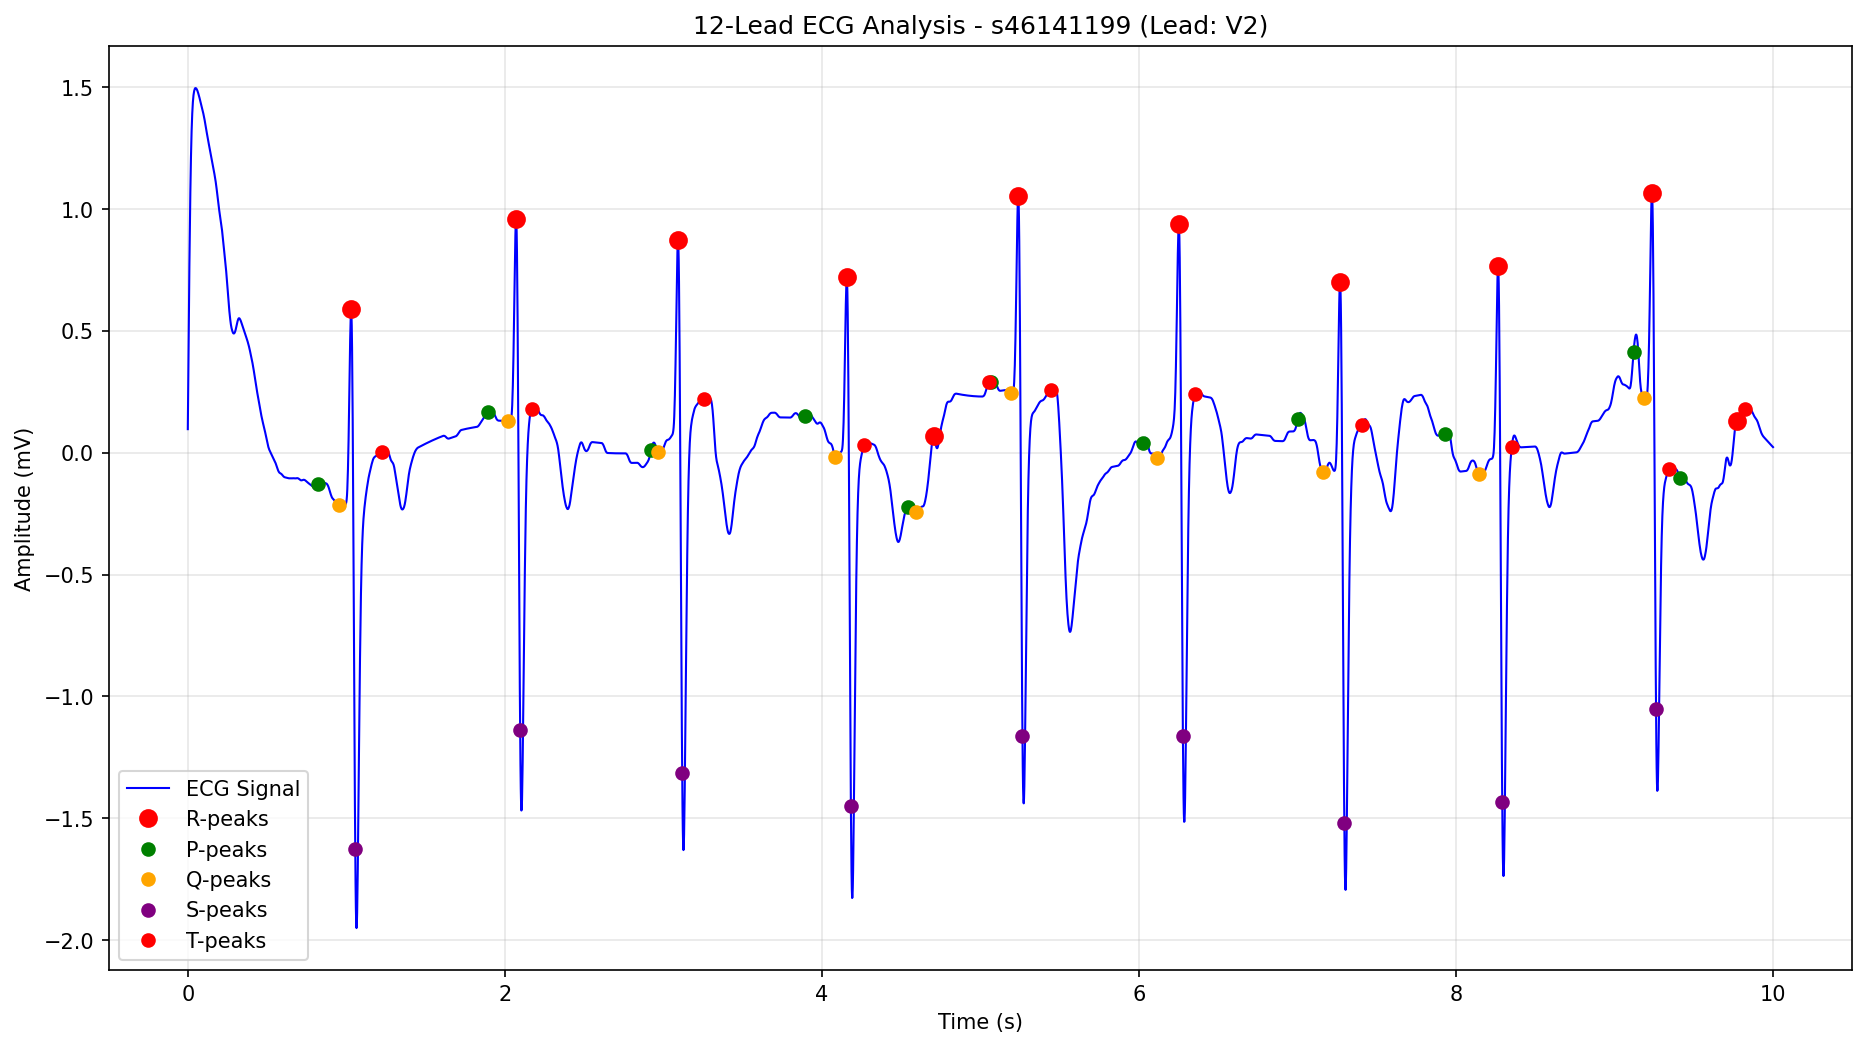 12-Lead ECG Analysis - s46141199 (Lead: V2)
Amplitude (mV)
1.5
1.0
0.5
0.0
−0.5
−1.0
−1.5
−2.0
ECG Signal
R-peaks
P-peaks
Q-peaks
S-peaks
T-peaks
0 2 4 6 8 10
Time (s)